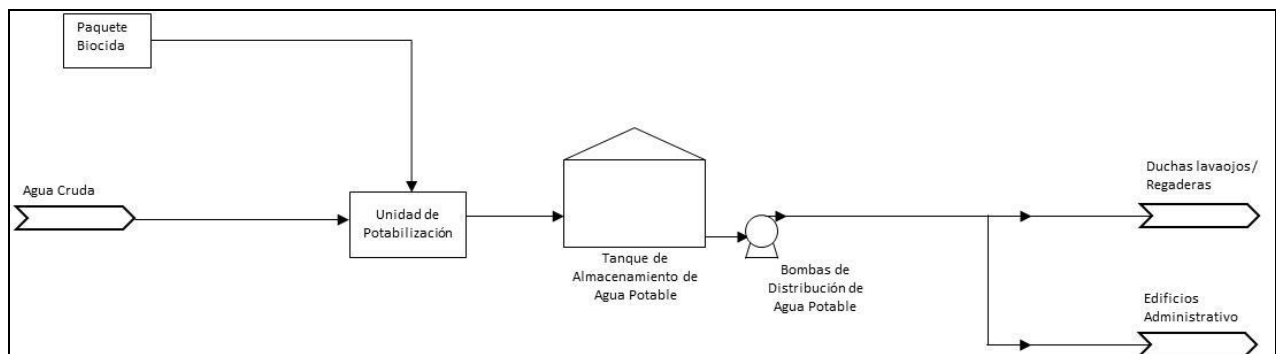 Paquete
Biocida
Agua Cruda
Unidad de
Potabilización
Tanque de
Almacenamiento de
Agua Potable
Bombas de
Distribución de
Agua Potable
Duchas lavaojos/
Regaderas
Edificios
Administrativo